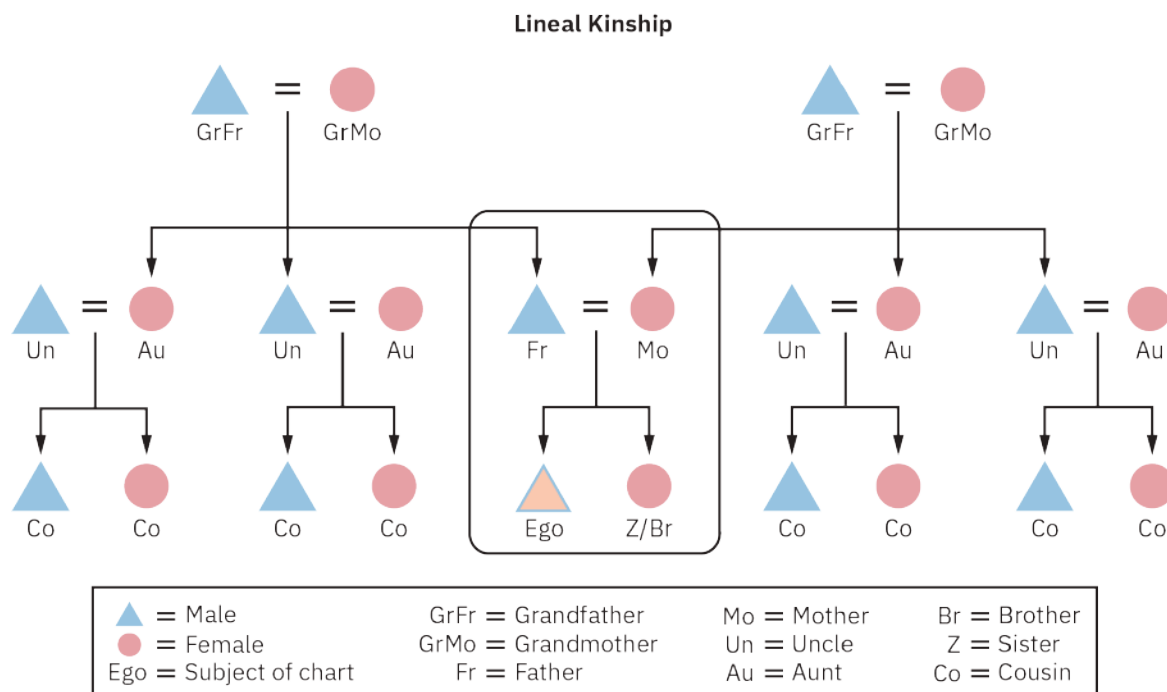 Lineal Kinship
GrFr = GrMo GrFr = GrMo
Un = Au Un = Au Fr = Mo Un = Au Un = Au
Co Co Co Co Ego Z/Br Co Co Co Co
= Male GrFr = Grandfather Mo = Mother Br = Brother
= Female GrMo = Grandmother Un = Uncle Z = Sister
Ego = Subject of chart Fr = Father Au = Aunt Co = Cousin